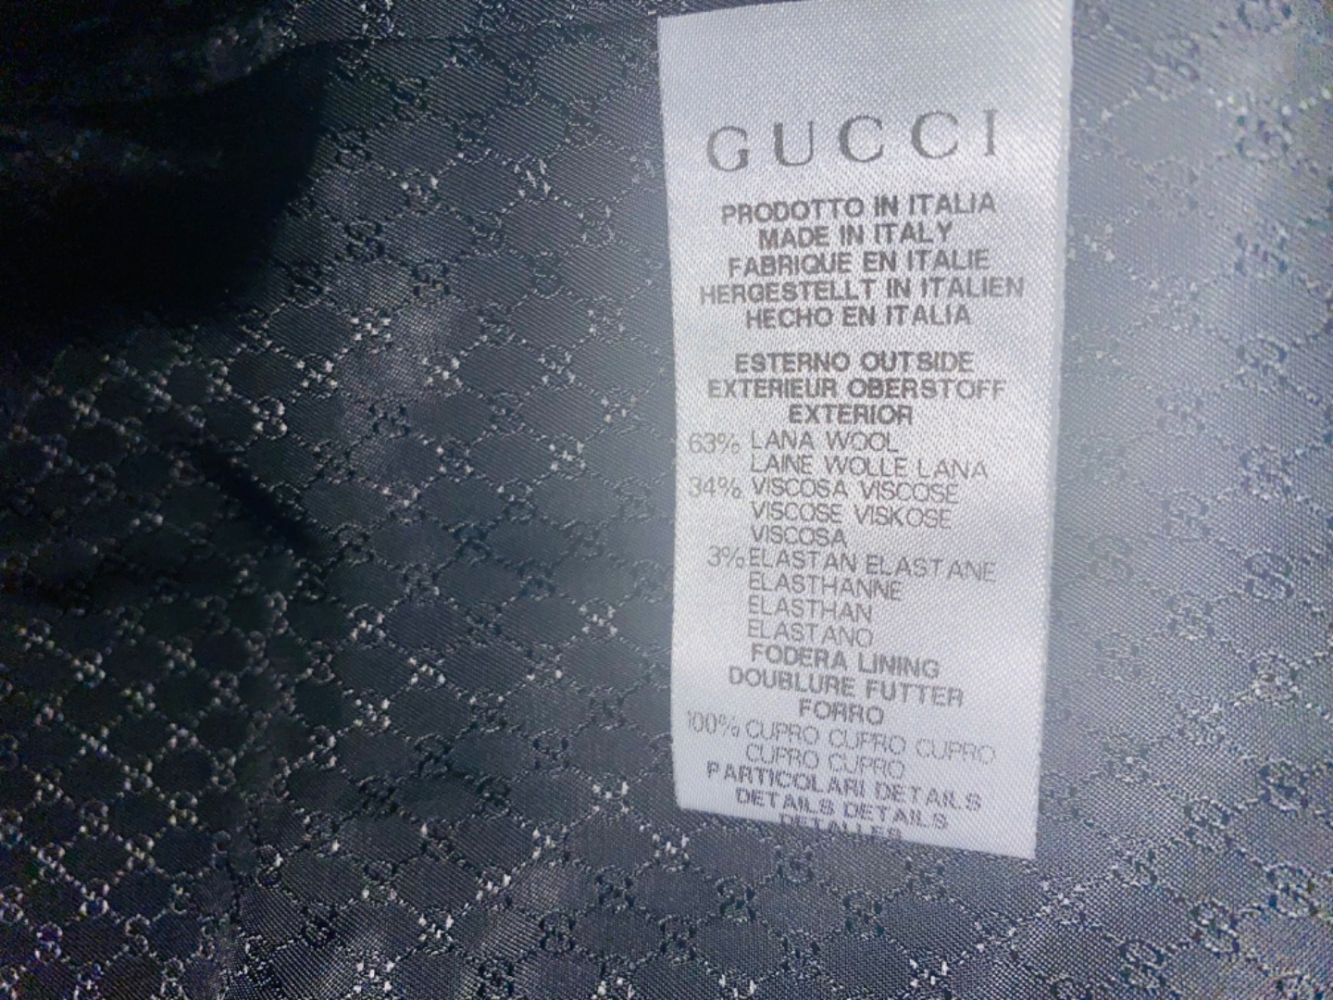 GUCCI
PRODOTTO IN ITALIA
MADE IN ITALY
FABRIQUE EN ITALIE
HERGESTELLT IN ITALIEN
HECHO EN ITALIA
ESTERNO OUTSIDE
EXTERIEUR OBERSTOFF
EXTERIOR
63% LANA WOOL
LAINE WOLLE LANA
34% VISCOSA VISCOSE
VISCOSE VISKOSE
VISCOSA
3% ELASTAN ELASTANE
ELASTHANNE
ELASTHAN
ELASTANO
FODERA LINING
DOUBLURE FUTTER
FORRO
100% CUPRO CUPRO CUPRO
CUPRO CUPRO
PARTICOLARI DETAILS
DETAILS DETAILS
DETALLES